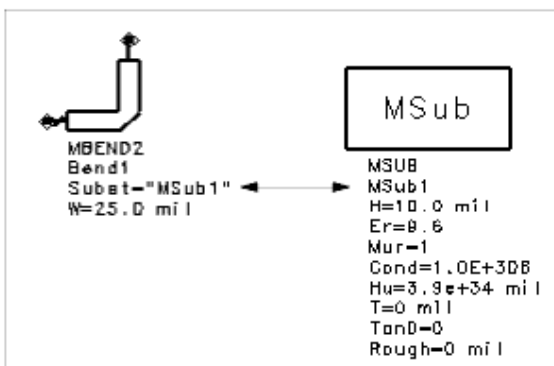 MSub
MBEND2
Bend1
Subst="MSub1"
W=25.0 mil
MSUB
MSub1
H=10.0 mil
Er=9.6
Mur=1
Cond=1.0E+308
Hu=3.9e+34 mil
T=0 mil
TanD=0
Rough=0 mil